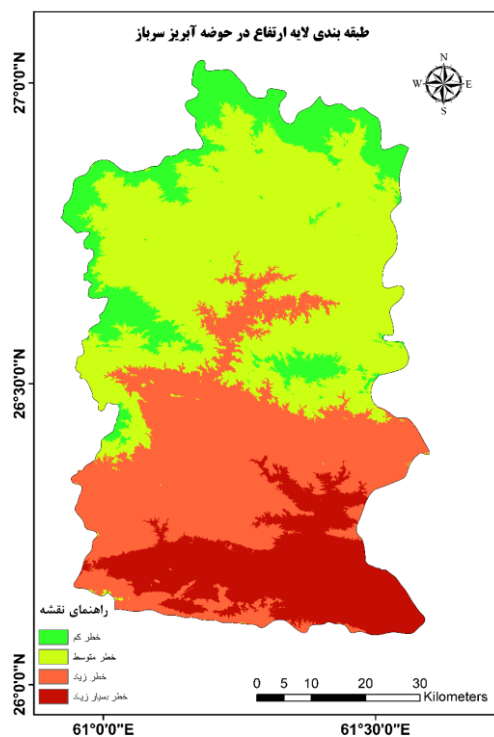 طبقه بندی لایه ارتفاع در حوضه آبریز سرباز
N
W E
S
27°0'0"N
26°30'0"N
26°0'0"N
راهنمای نقشه
خطر کم
خطر متوسط
خطر زیاد
خطر بسیار زیاد
0 5 10 20 30
Kilometers
61°0'0"E 61°30'0"E